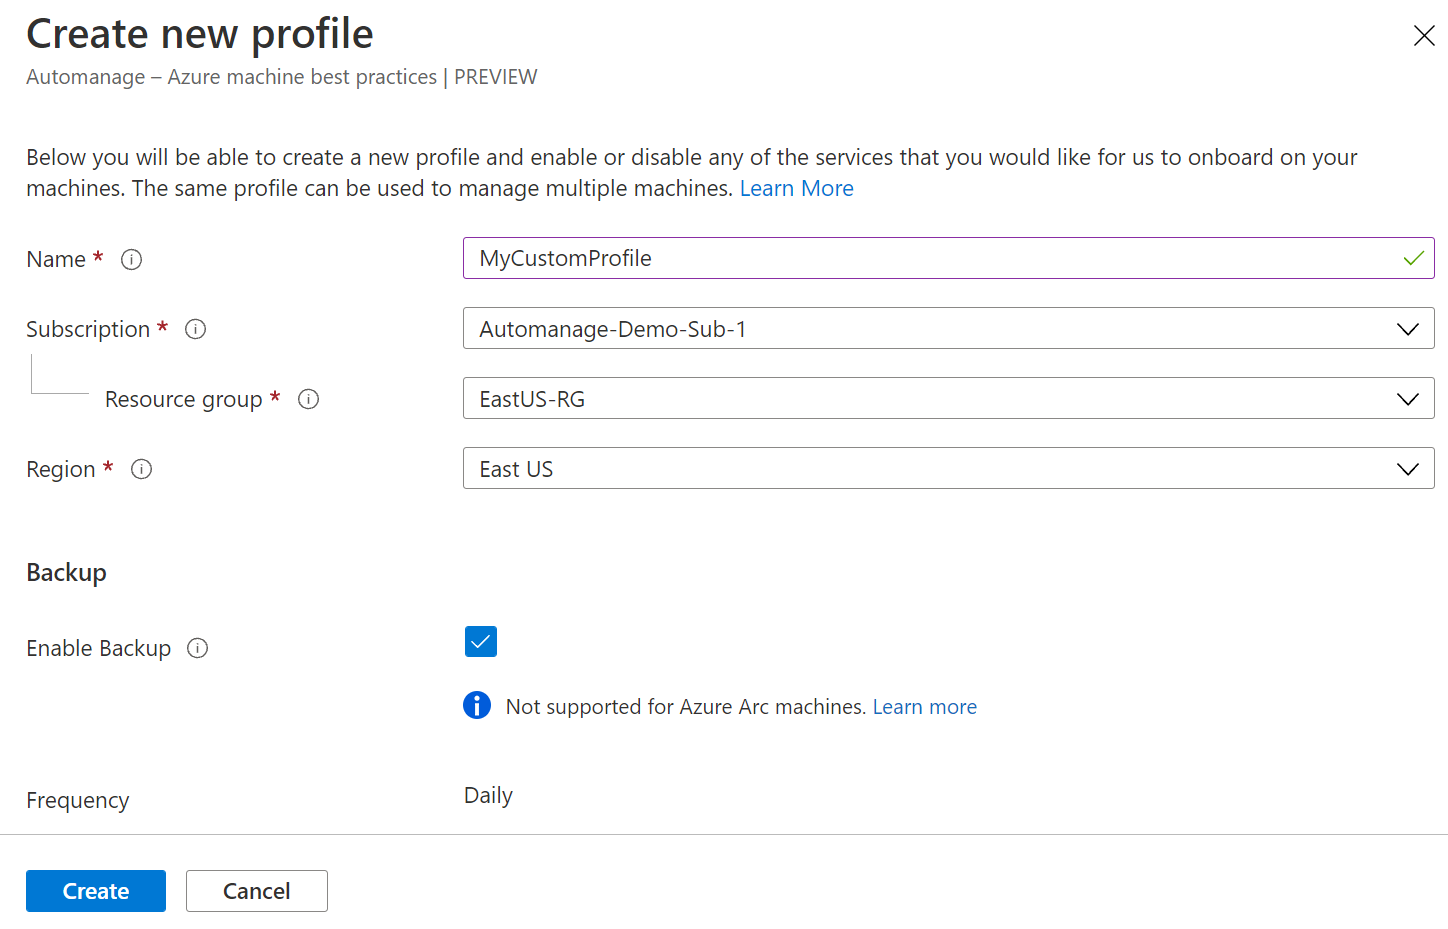 Create new profile
Automanage – Azure machine best practices | PREVIEW
Below you will be able to create a new profile and enable or disable any of the services that you would like for us to onboard on your
machines. The same profile can be used to manage multiple machines. Learn More
Name *
MyCustomProfile
Subscription *
Automanage-Demo-Sub-1
Resource group *
EastUS-RG
Region *
East US
Backup
Enable Backup
Not supported for Azure Arc machines. Learn more
Frequency
Daily
Create
Cancel